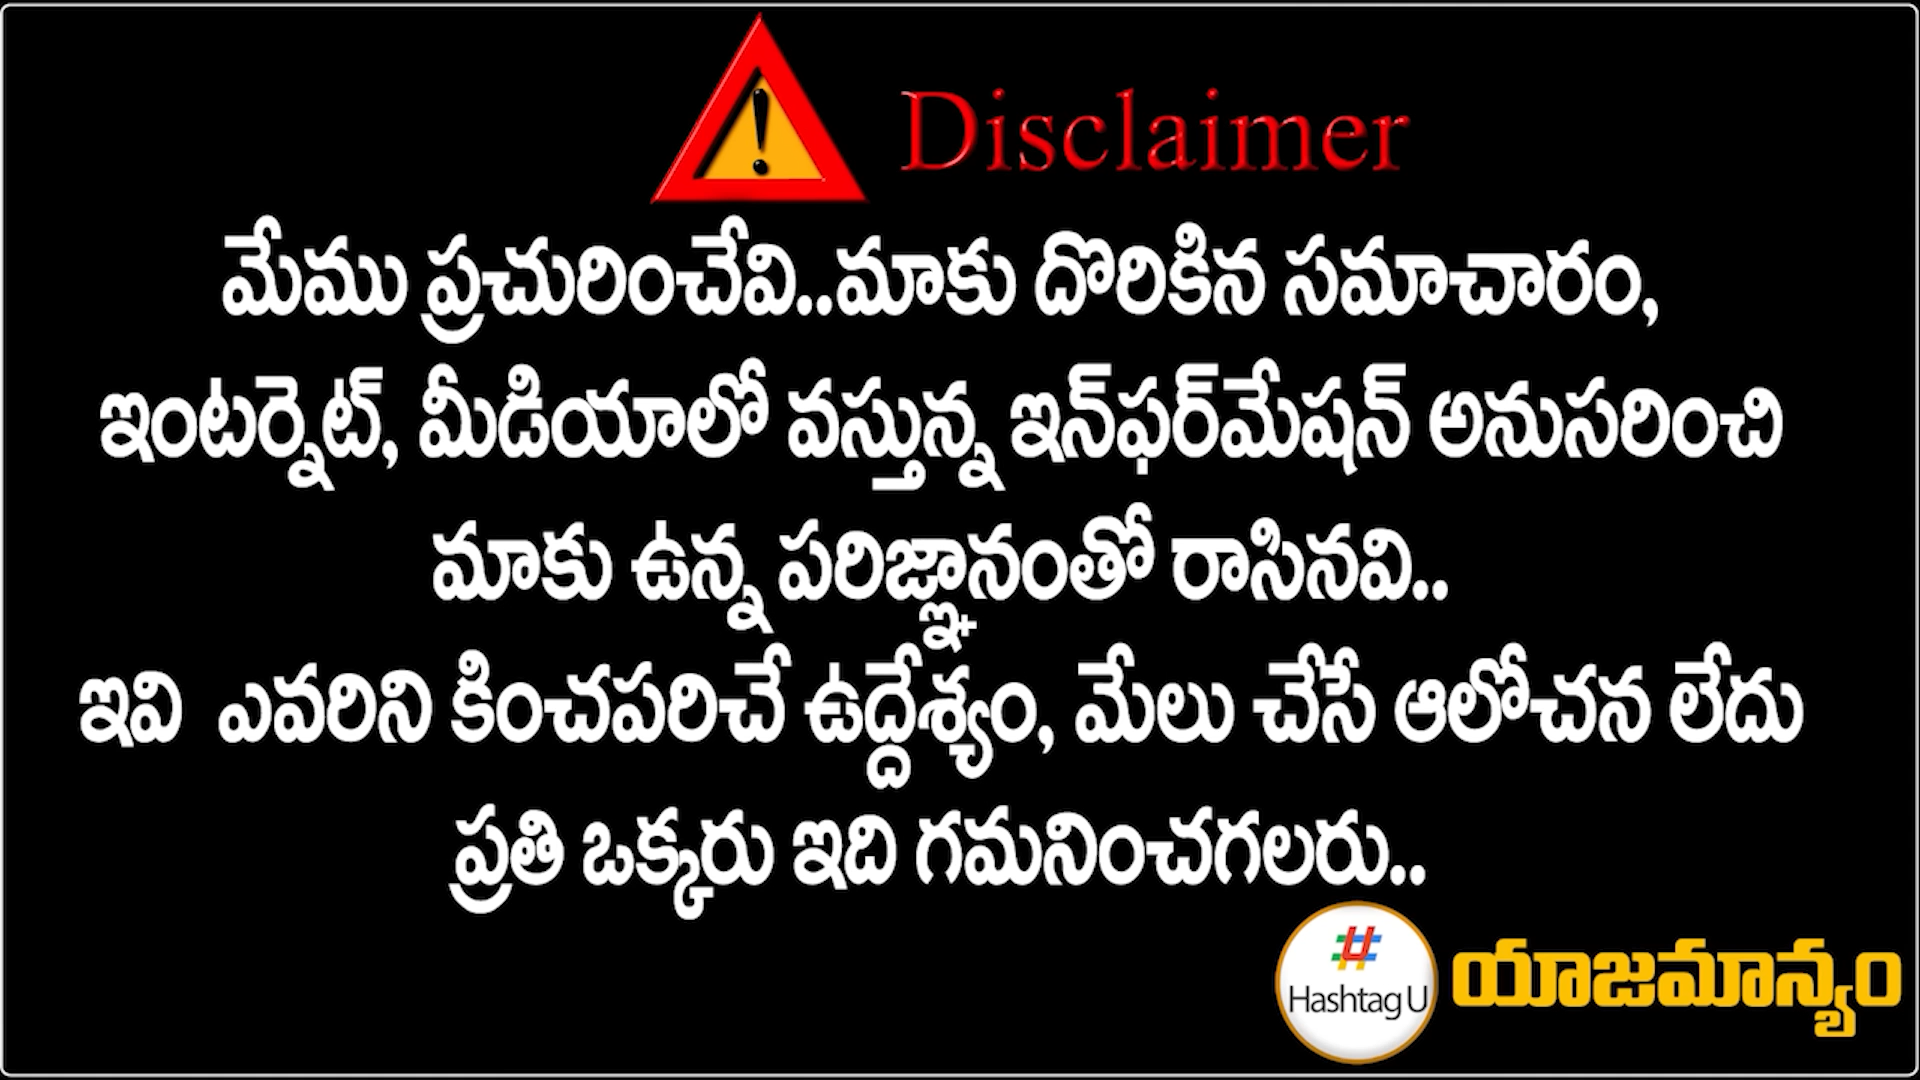 Disclaimer
మేము ప్రచురించేవి..మాకు దొరికిన సమాచారం,
ఇంటర్నెట్, మీడియాలో వస్తున్న ఇన్‌ఫర్‌మేషన్ అనుసరించి
మాకు ఉన్న పరిజ్ఞానంతో రాసినవి..
ఇవి ఎవరిని కించపరిచే ఉద్దేశ్యం, మేలు చేసే ఆలోచన లేదు
ప్రతి ఒక్కరు ఇది గమనించగలరు..
Hashtag U
యాజమాన్యం